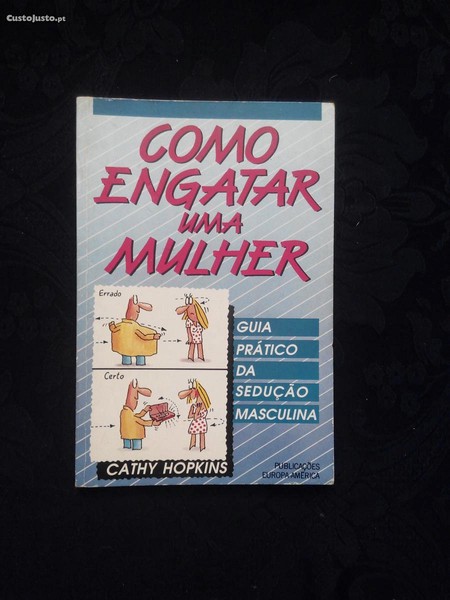 CustoJusto.pt
COMO
ENGATAR
UMA
MULHER
Errado
Certo
GUIA
PRÁTICO
DA
SEDUÇÃO
MASCULINA
CATHY HOPKINS
PUBLICAÇÕES
EUROPA-AMÉRICA